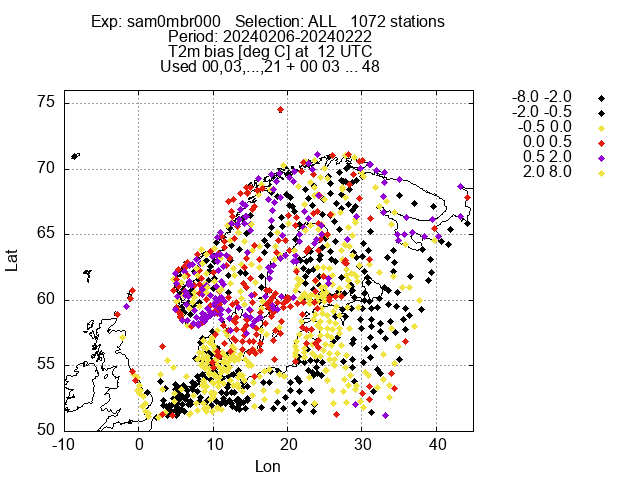 Exp: sam0mbr000 Selection: ALL 1072 stations
Period: 20240206-20240222
T2m bias [deg C] at 12 UTC
Used 00,03,...,21 + 00 03 ... 48
-8.0 -2.0
-2.0 -0.5
-0.5 0.0
0.0 0.5
0.5 2.0
2.0 8.0
75
70
65
60
55
50
Lat
-10 0 10 20 30 40
Lon